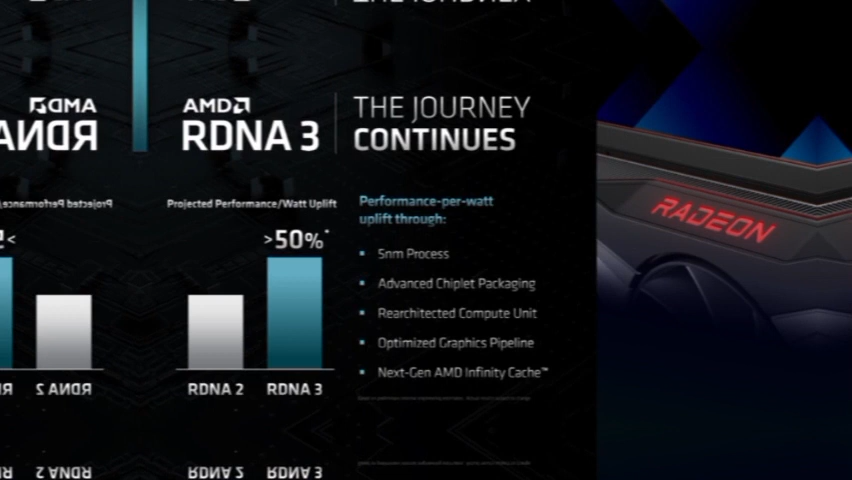 AMD
RDNA 3
THE JOURNEY
CONTINUES
Projected Performance/Watt Uplift
>50%*
RDNA 2
RDNA 3
Performance-per-watt
uplift through:
5nm Process
Advanced Chiplet Packaging
Rearchitected Compute Unit
Optimized Graphics Pipeline
Next-Gen AMD Infinity Cache™
RADEON